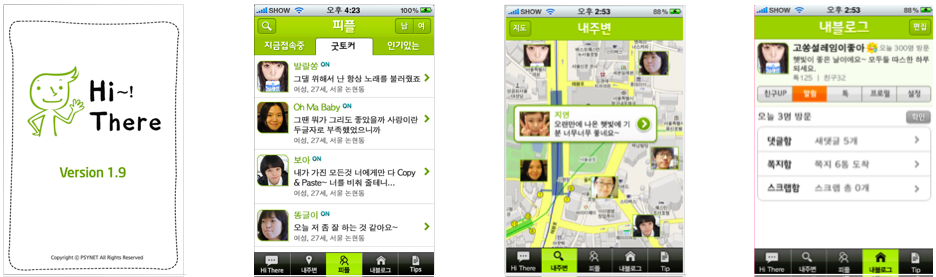 Hi~!
There
Version 1.9
Copyright ⓒ PSYNET All Rights Reserved
SHOW 오후 4:23 100%
피플 남 여
지금접속중 굿토커 인기있는
발랄쏭 ON
그댈 위해서 난 항상 노래를 불러줬죠
여성, 27세, 서울 논현동
Oh Ma Baby ON
그땐 뭐가 그리도 좋았을까 사랑이란
두글자로 부족했었으니까
여성, 27세, 서울 논현동
보아 ON
내가 가진 모든것 너에게만 다 Copy
& Paste~ 너를 비춰 줄테니...
여성, 27세, 서울 논현동
똥글이 ON
오늘 저 좀 잘 하는 것 같아..
여성, 27세, 서울 논현동
Hi There 내주변 피플 내블로그 Tips
SHOW 오후 2:53 88%
지도 내주변
지연
오랜만에 나온 햇빛에 기
분 너무너무 좋네요~
Hi There 내주변 피플 내블로그 Tip
SHOW 오후 2:53 88%
내블로그 편집
고쏭설레임이좋아 오늘 300명 방문
햇빛이 좋은 날이에요~ 모두들 따스한 하루
되세요.
톡125 | 친구32
친구UP 알림 톡 프로필 설정
오늘 3명 방문 확인
댓글함 새댓글 5개
쪽지함 쪽지 6통 도착
스크랩함 스크랩 총 0개
Hi There 내주변 피플 내블로그 Tip